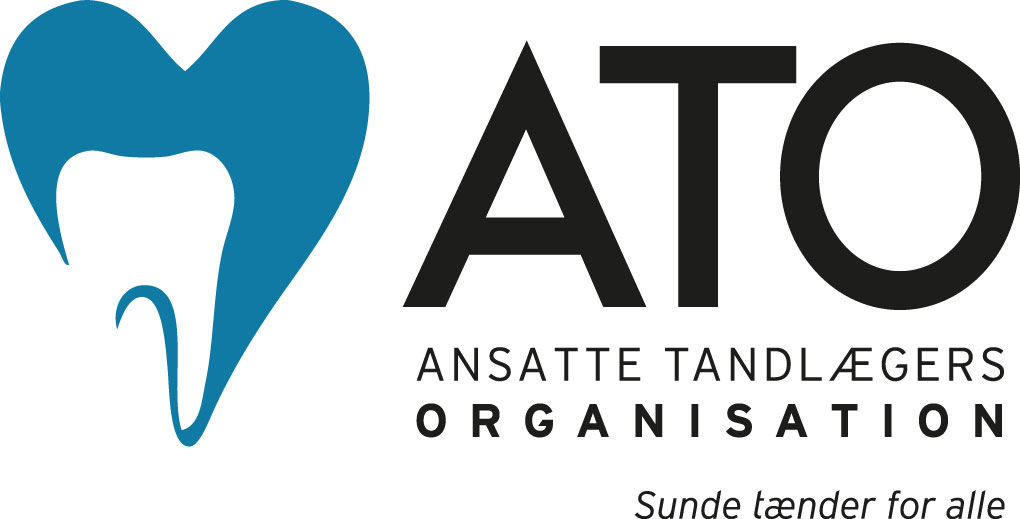 ATO
ANSATTE TANDLÆGERS
ORGANISATION
Sunde tænder for alle